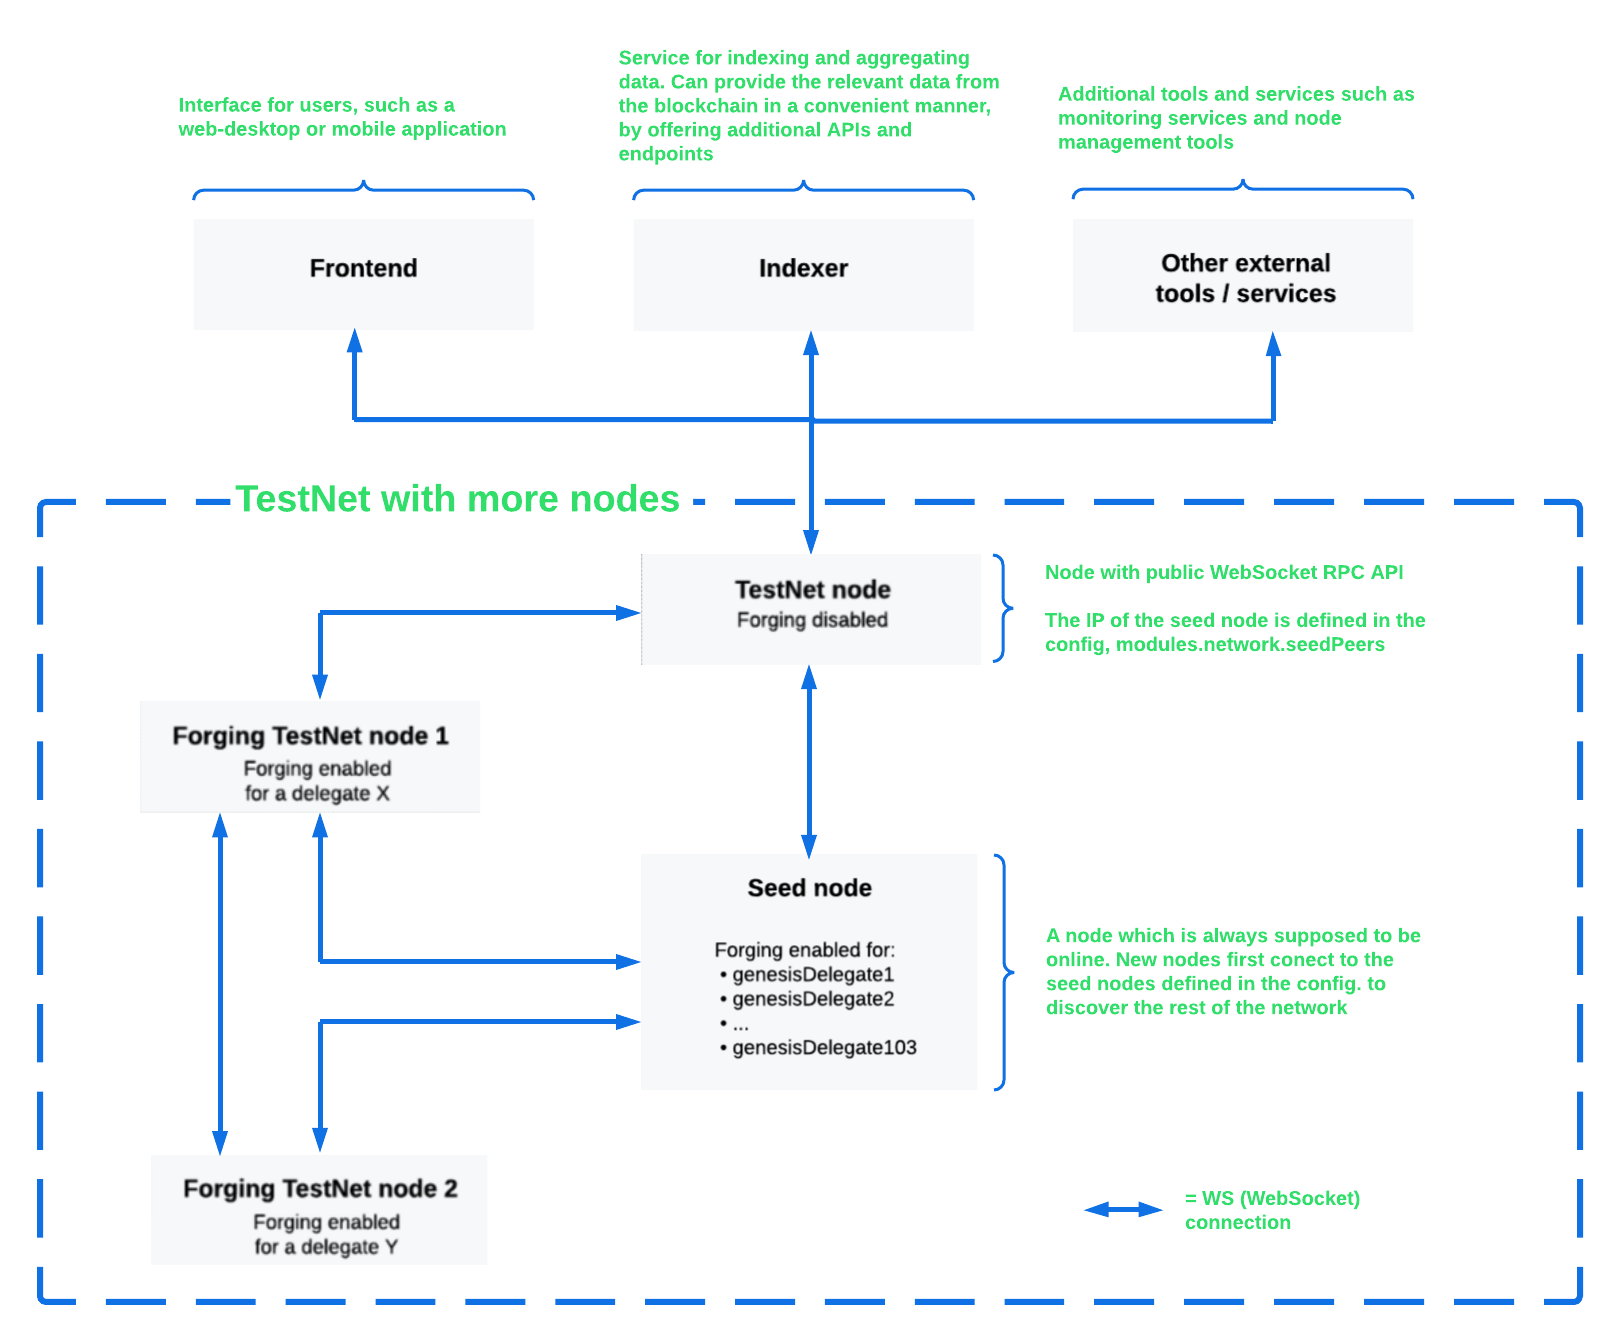 Interface for users, such as a
web-desktop or mobile application
Service for indexing and aggregating
data. Can provide the relevant data from
the blockchain in a convenient manner,
by offering additional APIs and
endpoints
Additional tools and services such as
monitoring services and node
management tools
Frontend
Indexer
Other external
tools / services
TestNet with more nodes
TestNet node
Forging disabled
Node with public WebSocket RPC API
The IP of the seed node is defined in the
config, modules.network.seedPeers
Forging TestNet node 1
Forging enabled
for a delegate X
Seed node
Forging enabled for:
• genesisDelegate1
• genesisDelegate2
• ...
• genesisDelegate103
A node which is always supposed to be
online. New nodes first conect to the
seed nodes defined in the config. to
discover the rest of the network
Forging TestNet node 2
Forging enabled
for a delegate Y
= WS (WebSocket)
connection